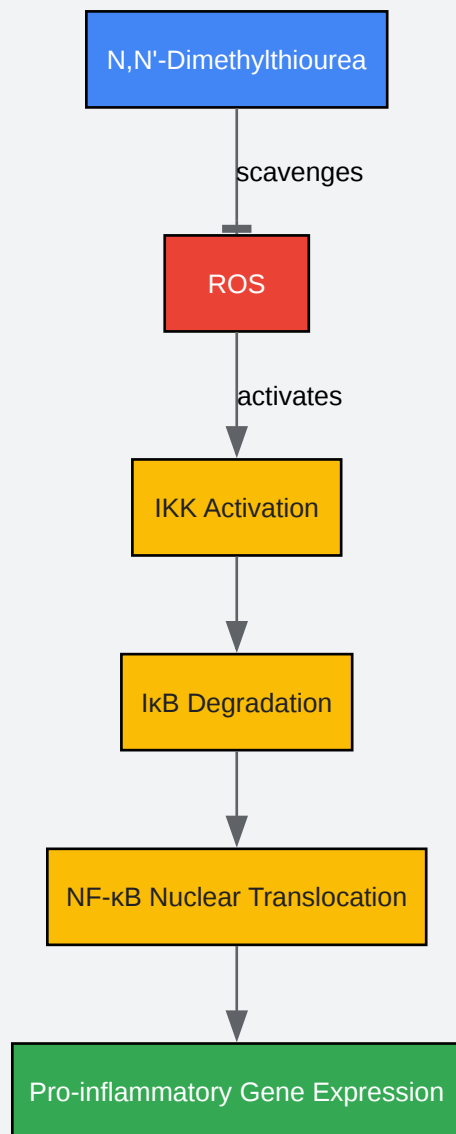 N,N'-Dimethylthiourea
scavenges
ROS
activates
IKK Activation
IκB Degradation
NF-κB Nuclear Translocation
Pro-inflammatory Gene Expression